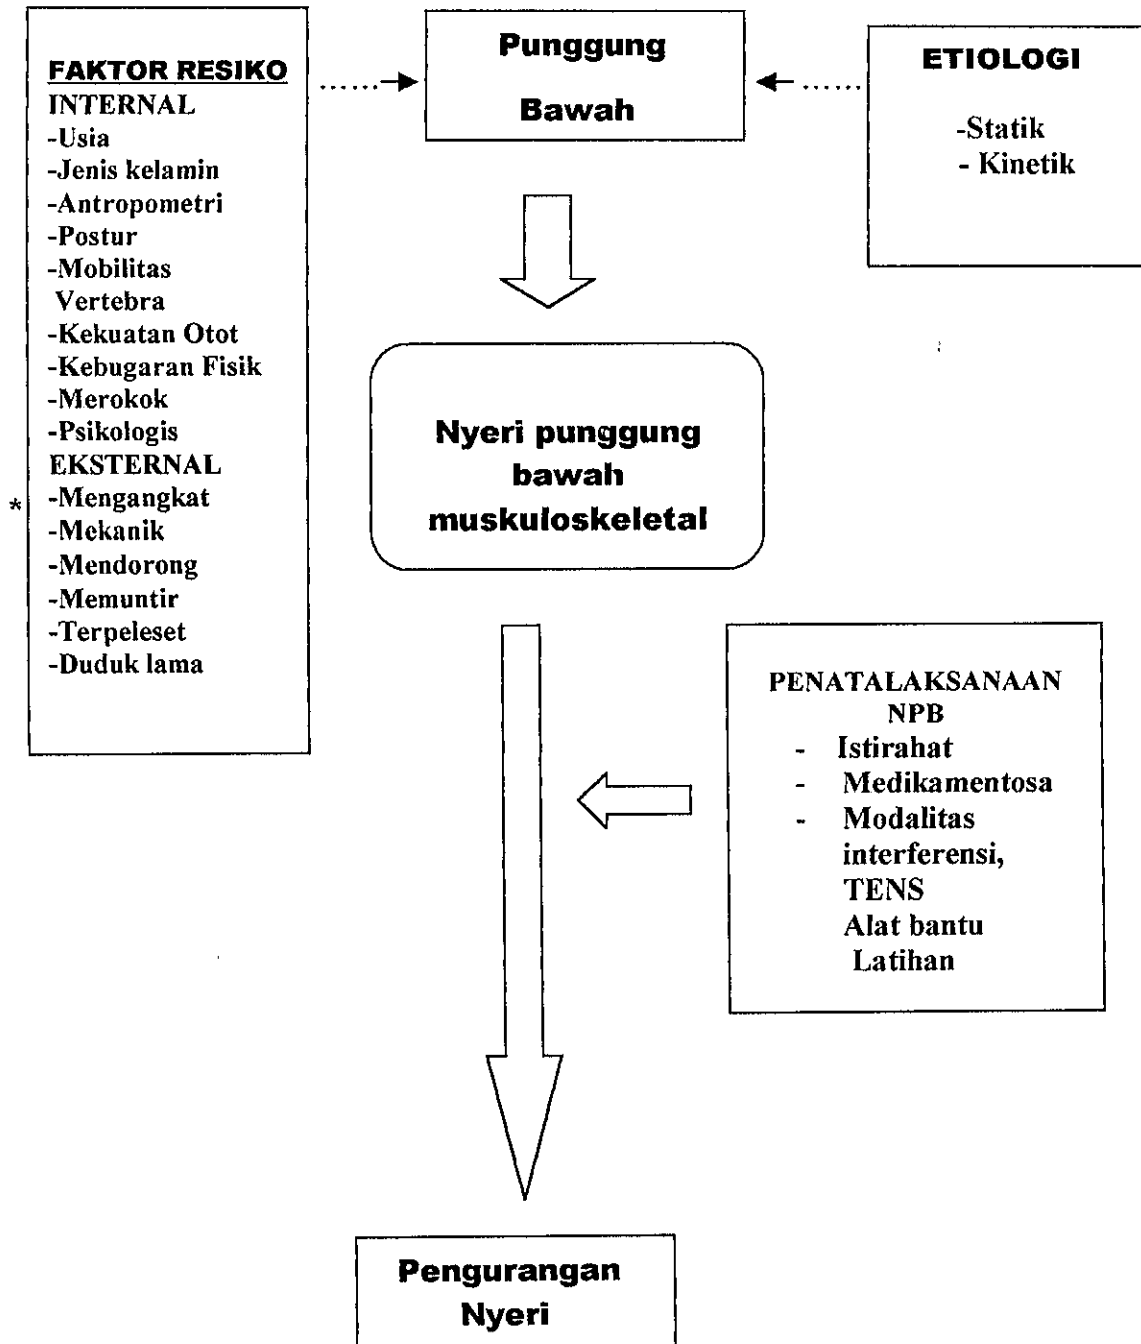 FAKTOR RESIKO
INTERNAL
-Usia
-Jenis kelamin
-Antropometri
-Postur
-Mobilitas
Vertebra
-Kekuatan Otot
-Kebugaran Fisik
-Merokok
-Psikologis
EKSTERNAL
*
-Mengangkat
-Mekanik
-Mendorong
-Memuntir
-Terpeleset
-Duduk lama
Punggung
Bawah
ETIOLOGI
-Statik
- Kinetik
Nyeri punggung
bawah
muskuloskeletal
PENATALAKSANAAN
NPB
- Istirahat
- Medikamentosa
- Modalitas
interferensi,
TENS
Alat bantu
Latihan
Pengurangan
Nyeri